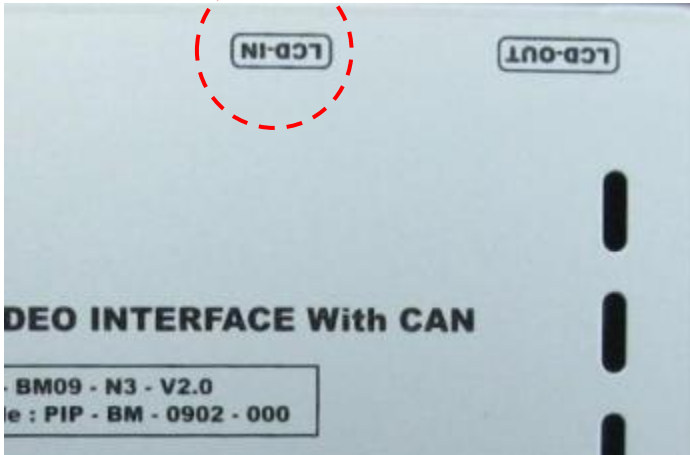 LCD-IN
LCD-OUT
DEO INTERFACE With CAN
- BM09 - N3 - V2.0
le : PIP - BM - 0902 - 000